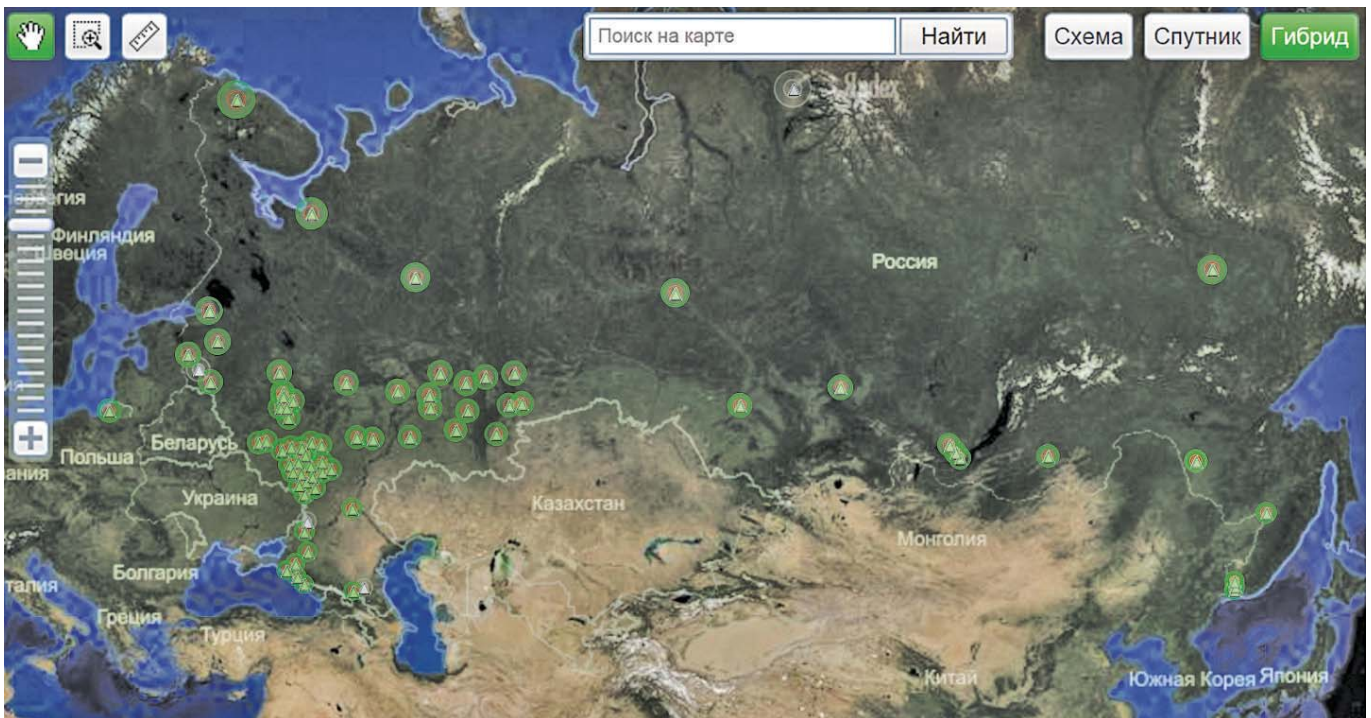 Поиск на карте
Найти
Схема
Спутник
Гибрид
Yandex
Финляндия
Швеция
Россия
Беларусь
Польша
Украина
Казахстан
Монголия
Болгария
Греция
Турция
Китай
Южная Корея
Япония